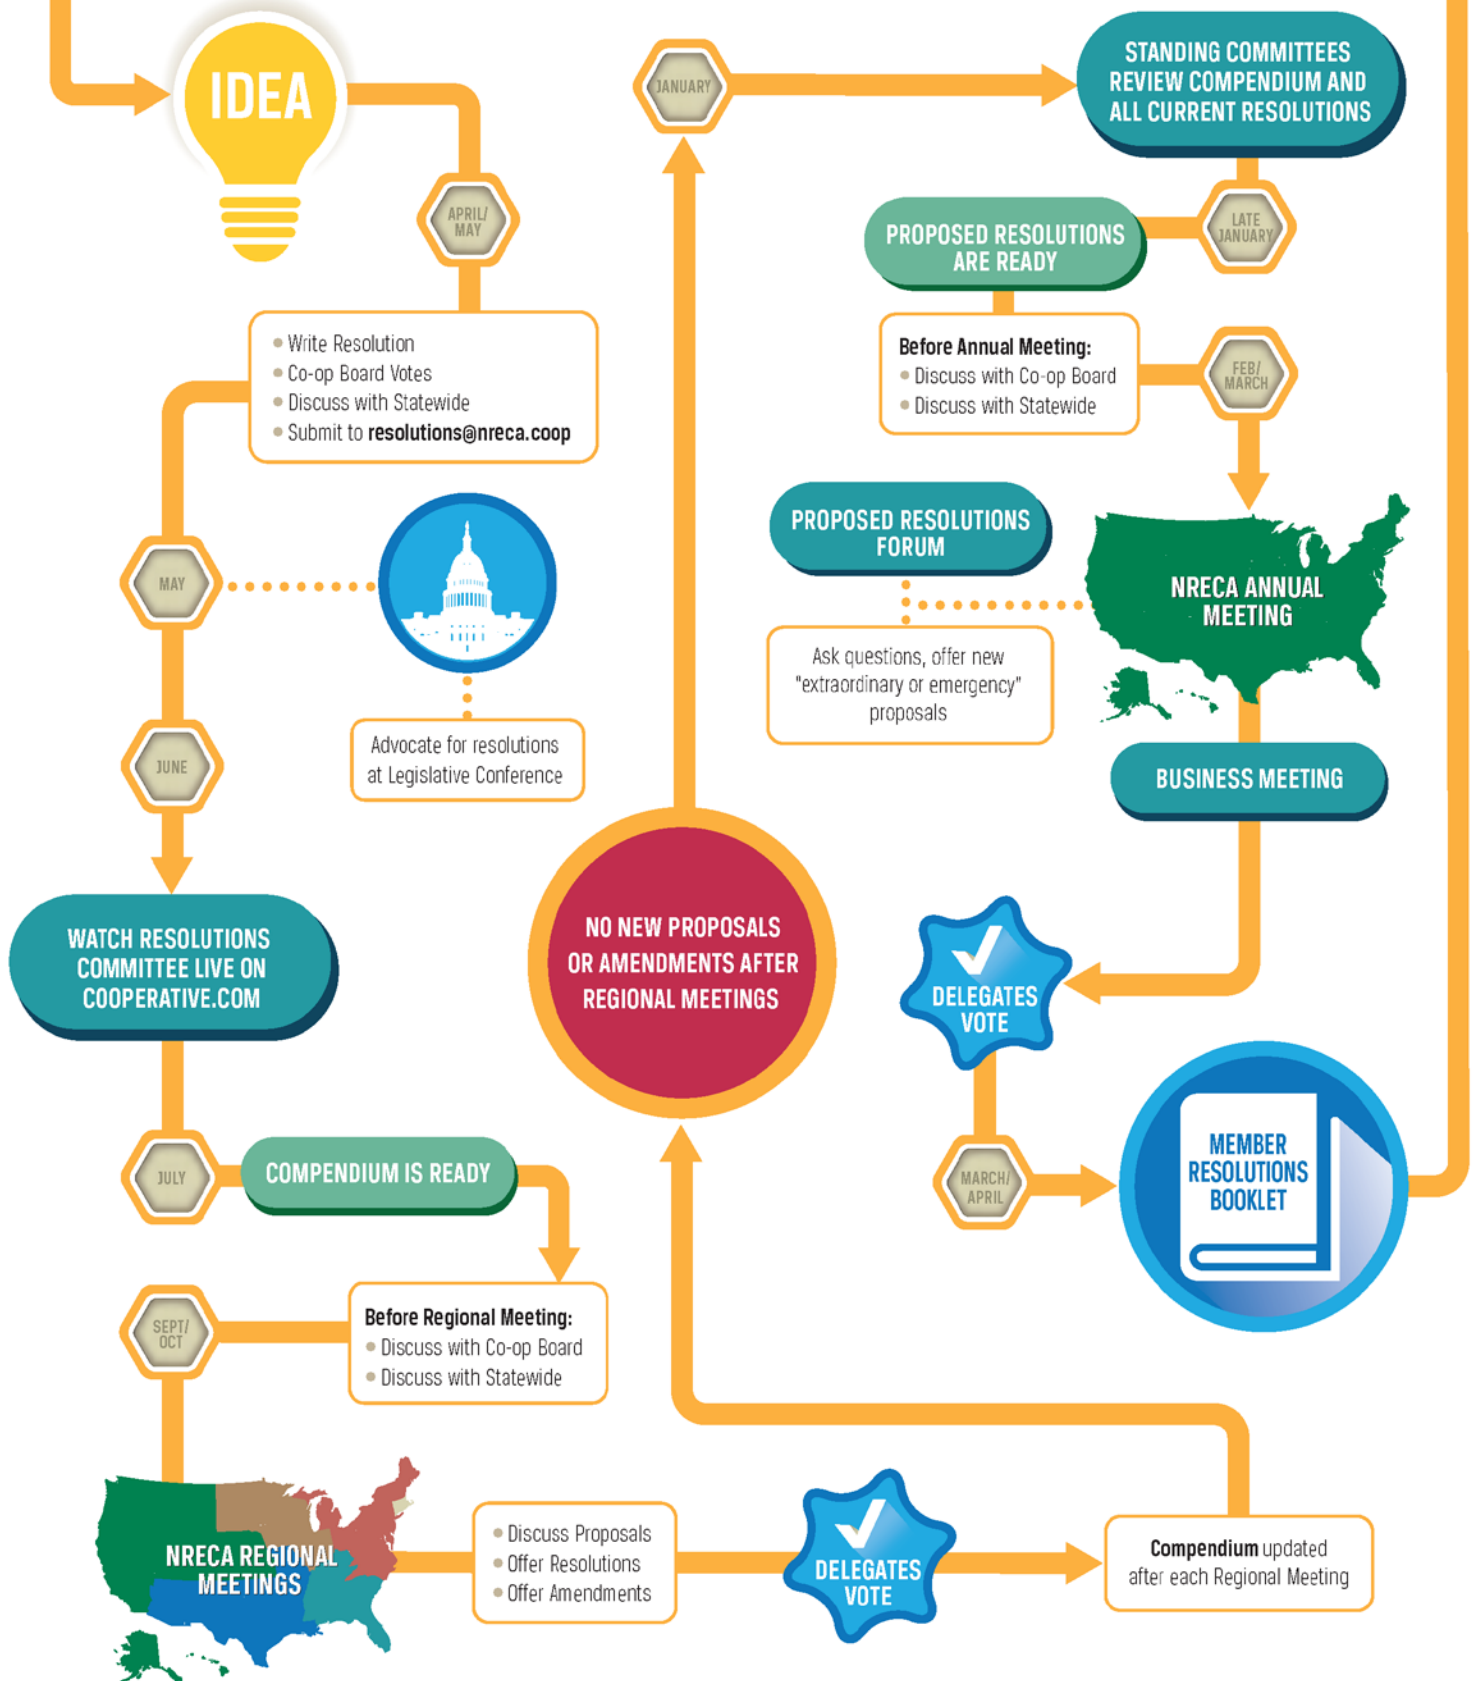 IDEA
APRIL/
MAY
• Write Resolution
• Co-op Board Votes
• Discuss with Statewide
• Submit to resolutions@nreca.coop
MAY
Advocate for resolutions
at Legislative Conference
JUNE
WATCH RESOLUTIONS
COMMITTEE LIVE ON
COOPERATIVE.COM
JULY
COMPENDIUM IS READY
Before Regional Meeting:
• Discuss with Co-op Board
• Discuss with Statewide
SEPT/
OCT
NRECA REGIONAL
MEETINGS
• Discuss Proposals
• Offer Resolutions
• Offer Amendments
DELEGATES
VOTE
Compendium updated
after each Regional Meeting
NO NEW PROPOSALS
OR AMENDMENTS AFTER
REGIONAL MEETINGS
JANUARY
STANDING COMMITTEES
REVIEW COMPENDIUM AND
ALL CURRENT RESOLUTIONS
LATE
JANUARY
PROPOSED RESOLUTIONS
ARE READY
Before Annual Meeting:
• Discuss with Co-op Board
• Discuss with Statewide
FEB/
MARCH
NRECA ANNUAL
MEETING
PROPOSED RESOLUTIONS
FORUM
Ask questions, offer new
"extraordinary or emergency"
proposals
BUSINESS MEETING
DELEGATES
VOTE
MARCH/
APRIL
MEMBER
RESOLUTIONS
BOOKLET